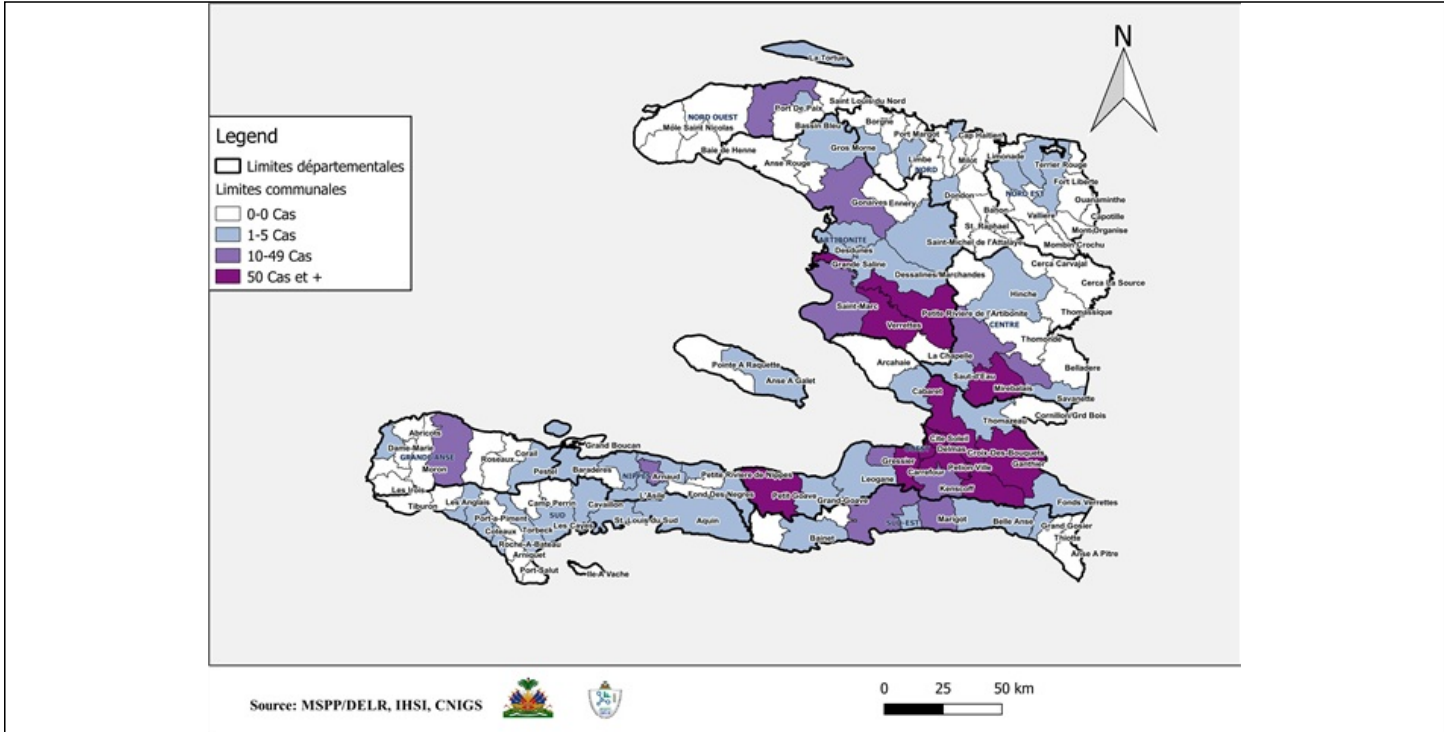 N
Legend
Limites départementales
Limites communales
0-0 Cas
1-5 Cas
10-49 Cas
50 Cas et +
La Tortue
Port De Paix
Saint Louis du Nord
NORD OUEST
Môle Saint Nicolas
Bassin Bleu
Borgne
Port Margot
Cap Haitien
Baie de Henne
Gros Morne
Anse Rouge
Limbe
Milot
Limonade
Terrier Rouge
NORD
Fort Liberte
NORD EST
Ouanaminthe
Gonaives
Ennery
Dondon
Bahon
Valliere
Capotille
St. Raphael
Mont-Organise
ARTIBONITE
Saint-Michel de l'Attalaye
Mombin Crochu
Desdunes
Grande Saline
Cerca Carvajal
Dessalines/Marchandes
Cerca La Source
Hinche
Saint-Marc
Petite Riviere de l'Artibonite
Thomassique
Verrettes
CENTRE
Thomonde
La Chapelle
Arcahaie
Pointe A Raquette
Belladere
Saut-d'Eau
Anse A Galet
Mirebalais
Cabaret
Savanette
Cornillon/Grd Bois
Thomazeau
Abricots
Grand Boucan
Cite Soleil
Dame-Marie
Corail
Delmas
Croix-Des-Bouquets
GRANDE ANSE
Roseaux
Gressier
Ganthier
Moron
Pestel
Baradères
NIPPES
Arnaud
Petite Riviere de Nippes
Carrefour
Petion-Ville
Leogane
Kenscoff
Les Irois
L'Asile
Fond Des Negres
Petit Goave
Grand Goave
Fonds Verrettes
Tiburon
Les Anglais
Camp Perrin
Cavaillon
Port-a-Piment
SUD
St. Louis du Sud
Aquin
SUD-EST
Marigot
Belle Anse
Grand Gosier
Coteaux
Torbeck
Les Cayes
Bainet
Thiotte
Roche-A-Bateau
Arniquet
Anse A Pitre
Port-Salut
Ile-A Vache
Source: MSPP/DELR, IHSI, CNIGS
0 25 50 km